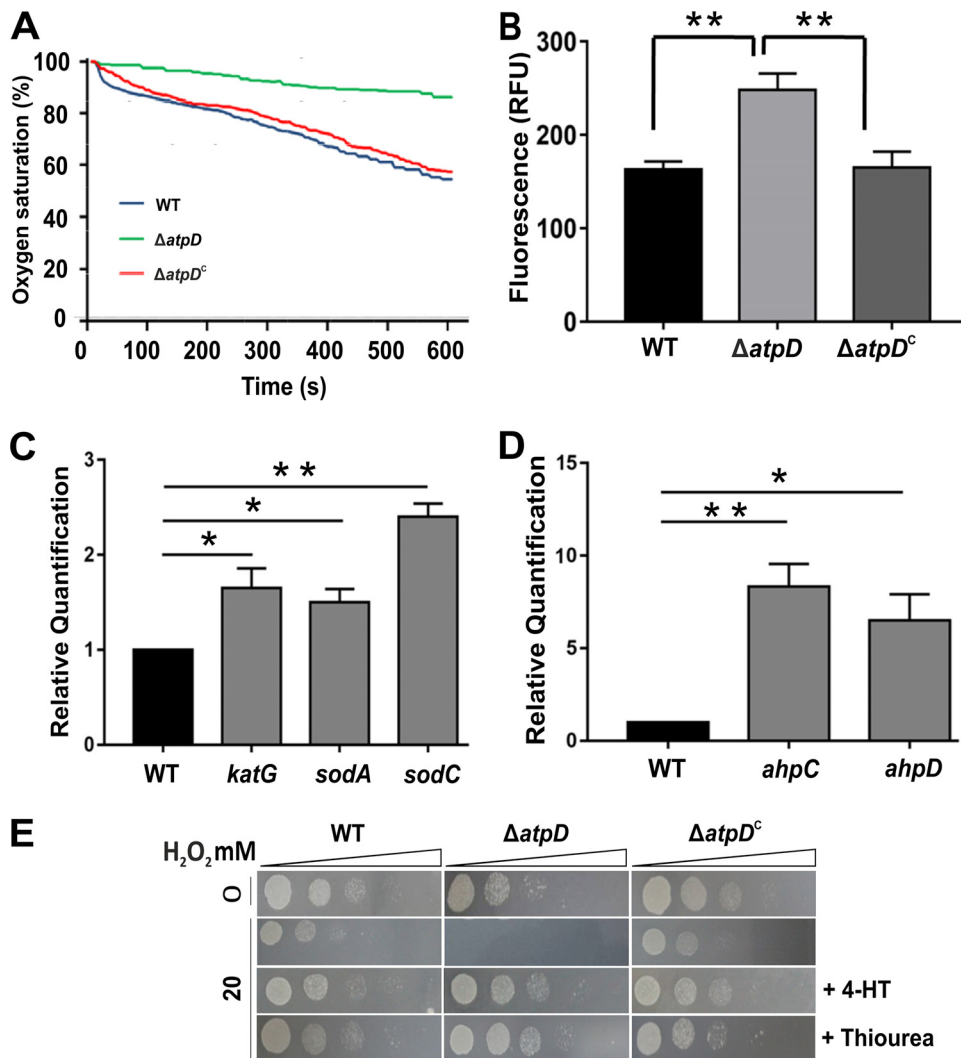 A
Oxygen saturation (%)
100
80
60
40
20
0
WT
ΔatpD
ΔatpDᶜ
0 100 200 300 400 500 600
Time (s)
B
** **
Fluorescence (RFU)
300
200
100
0
WT ΔatpD ΔatpDᶜ
C
Relative Quantification
3
2
1
0
**
*
*
WT katG sodA sodC
D
Relative Quantification
15
10
5
0
*
**
WT ahpC ahpD
E
WT ΔatpD ΔatpDᶜ
H₂O₂ mM
0
20
+ 4-HT
+ Thiourea